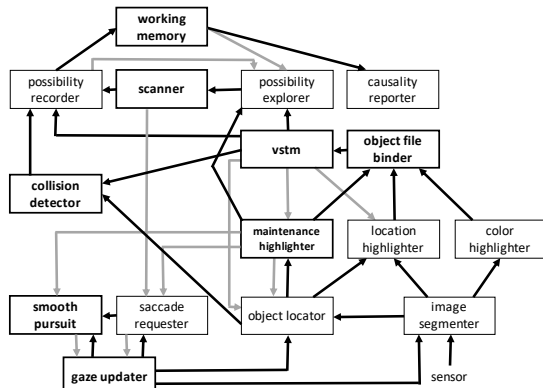 working
memory
possibility
recorder
scanner
possibility
explorer
causality
reporter
vstm
object file
binder
collision
detector
maintenance
highlighter
location
highlighter
color
highlighter
smooth
pursuit
saccade
requester
object locator
image
segmenter
gaze updater
sensor